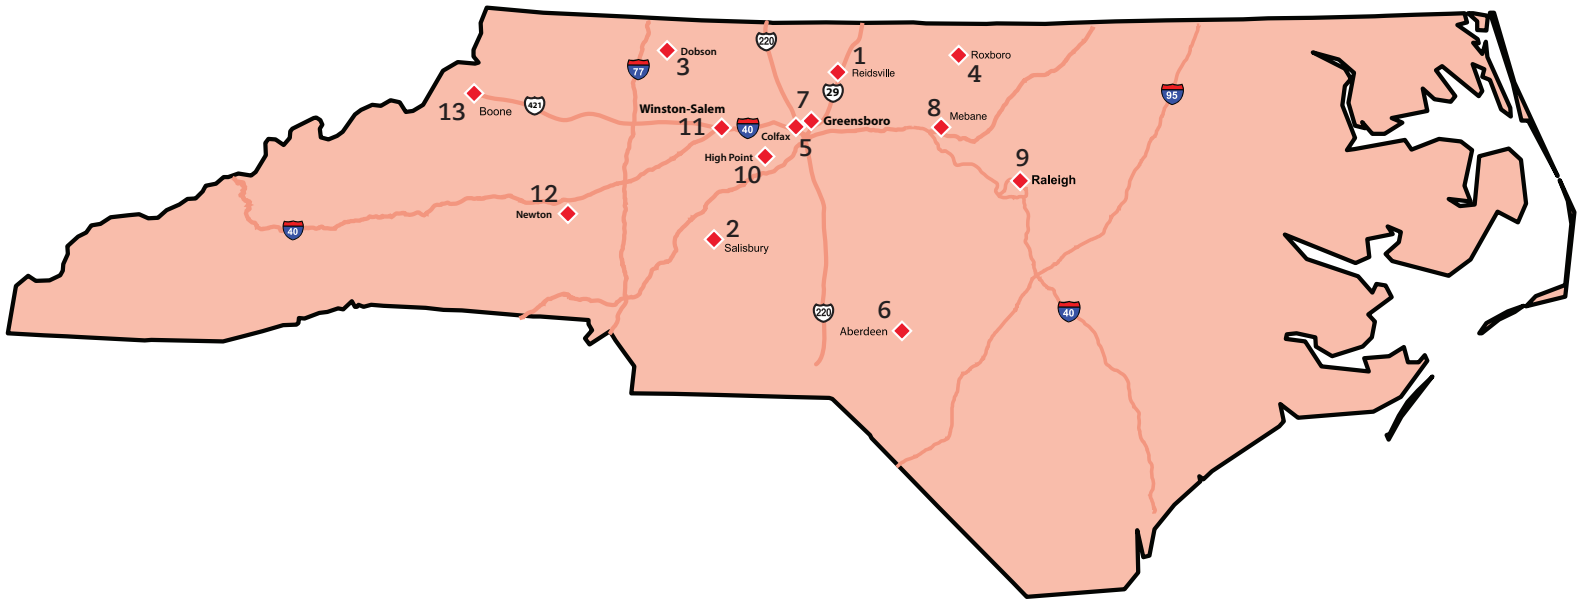 220
Dobson
3
77
1
Reidsville
Roxboro
4
29
13
Boone
421
Winston-Salem
11
40
7
Greensboro
Colfax
5
8
Mebane
95
High Point
10
9
Raleigh
12
Newton
40
2
Salisbury
220
6
Aberdeen
40